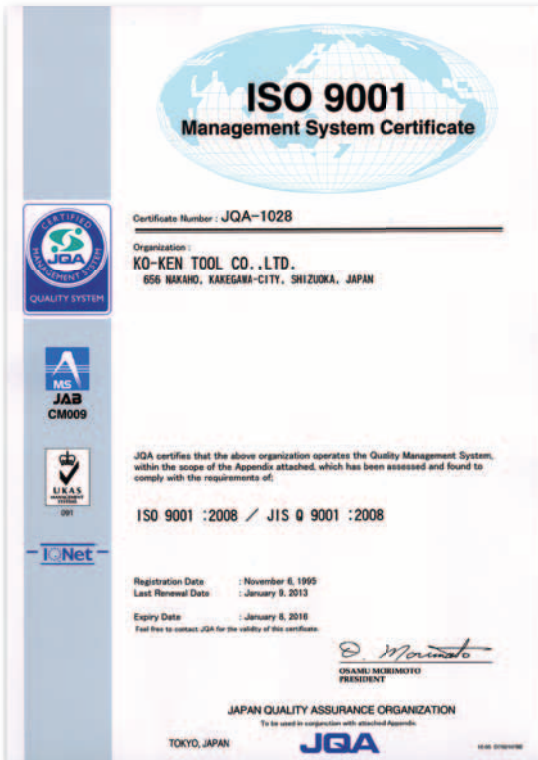 ISO 9001
Management System Certificate
Certificate Number : JQA-1028
Organization :
KO-KEN TOOL CO..LTD.
656 NAKAHO, KAKEGAWA-CITY, SHIZUOKA, JAPAN
CERTIFIED
JQA
MANAGEMENT SYSTEM
QUALITY SYSTEM
MS
JAB
CM009
UKAS
MANAGEMENT
SYSTEMS
091
IQNet
JQA certifies that the above organization operates the Quality Management System,
within the scope of the Appendix attached, which has been assessed and found to
comply with the requirements of:
ISO 9001 :2008 / JIS Q 9001 :2008
Registration Date : November 6, 1995
Last Renewal Date : January 9, 2013
Expiry Date : January 8, 2016
Feel free to contact JQA for the validity of this certificate.
O. Morimoto
OSAMU MORIMOTO
PRESIDENT
JAPAN QUALITY ASSURANCE ORGANIZATION
To be used in conjunction with attached Appendix.
TOKYO, JAPAN
JQA